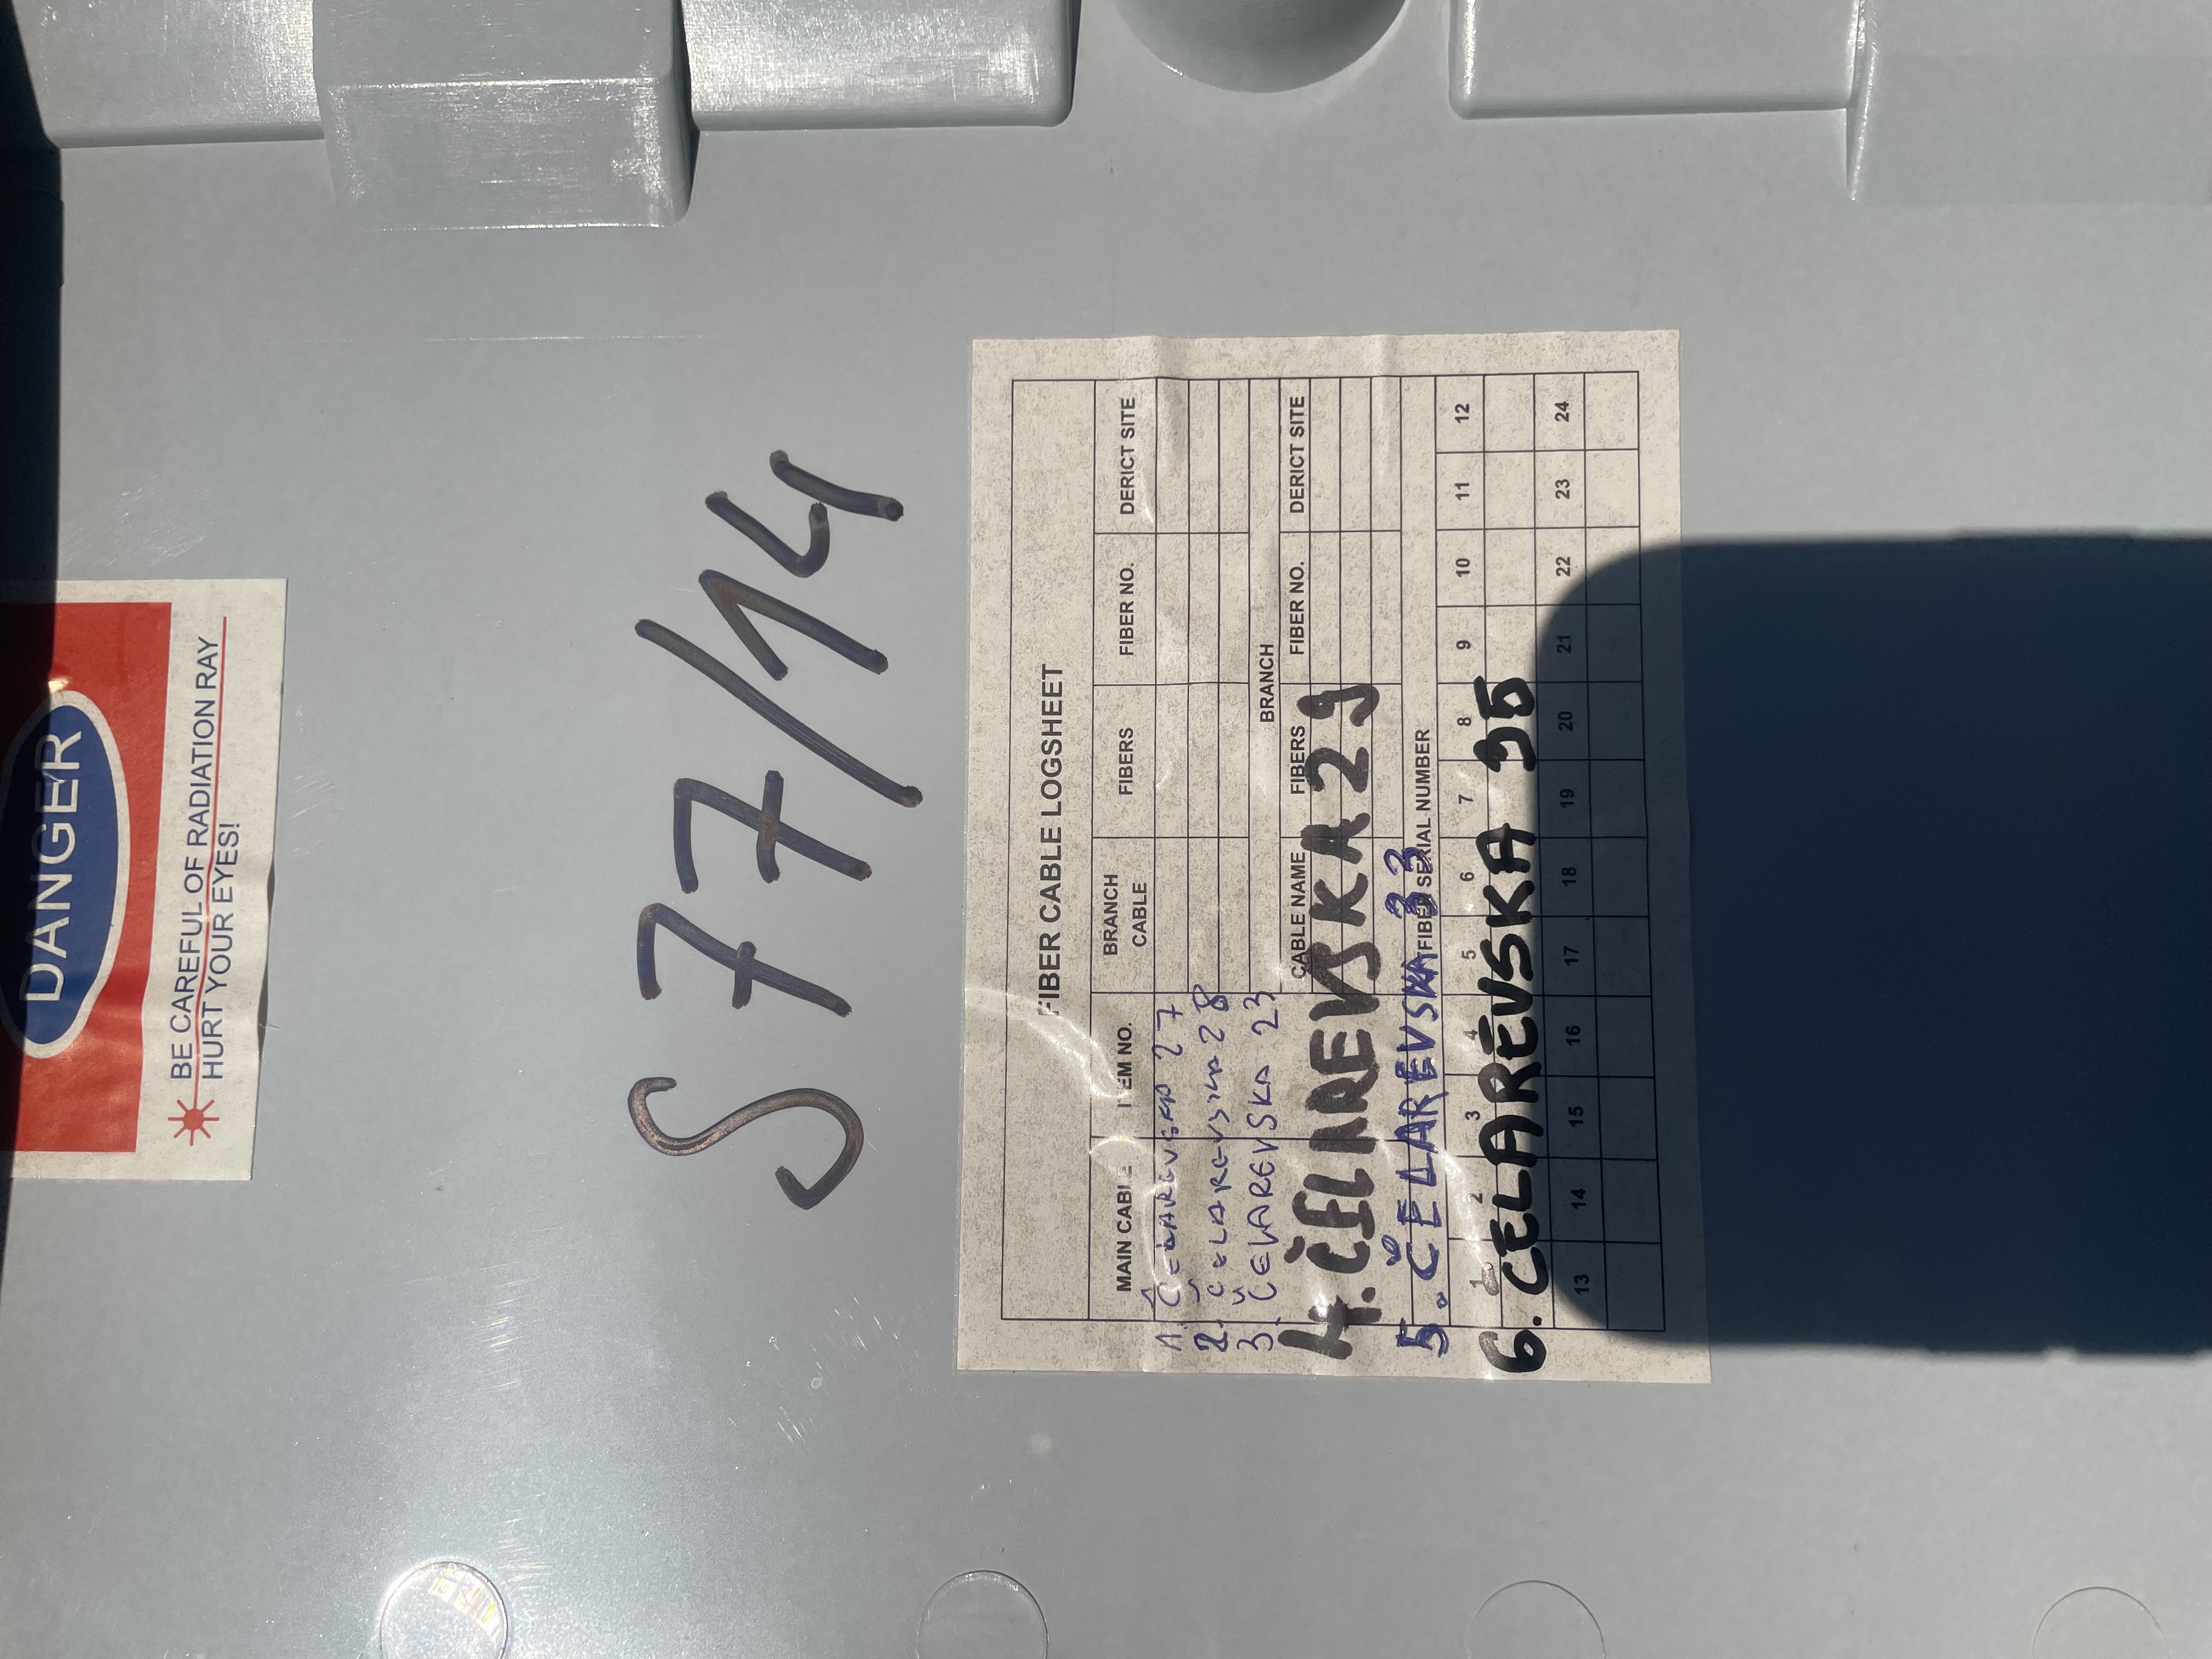 DANGER
BE CAREFUL OF RADIATION RAY
HURT YOUR EYES!
S 77/14
FIBER CABLE LOGSHEET
MAIN CABLE ITEM NO. BRANCH CABLE FIBERS FIBER NO. DERICT SITE
1. ČELAREVSKA 27
2. ČELAREVSKA 28
3. ČELAREVSKA 23
BRANCH
CABLE NAME FIBERS FIBER NO. DERICT SITE
4. ČELAREVSKA 29
5. ČELAREVSKA 33
FIBER SERIAL NUMBER
1 2 3 4 5 6 7 8 9 10 11 12
6. CELAREVSKA 35
13 14 15 16 17 18 19 20 21 22 23 24